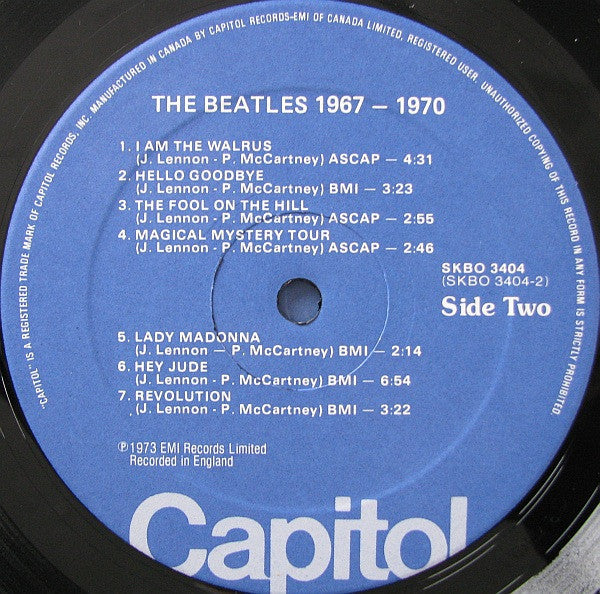 "CAPITOL" IS A REGISTERED TRADE MARK OF CAPITOL RECORDS, INC. MANUFACTURED IN CANADA BY CAPITOL RECORDS-EMI OF CANADA LIMITED, REGISTERED USER. UNAUTHORIZED COPYING OF THIS RECORD IN ANY FORM IS STRICTLY PROHIBITED.
THE BEATLES 1967 – 1970
1. I AM THE WALRUS
(J. Lennon - P. McCartney) ASCAP – 4:31
2. HELLO GOODBYE
(J. Lennon - P. McCartney) BMI – 3:23
3. THE FOOL ON THE HILL
(J. Lennon - P. McCartney) ASCAP – 2:55
4. MAGICAL MYSTERY TOUR
(J. Lennon - P. McCartney) ASCAP – 2:46
SKBO 3404
(SKBO 3404-2)
Side Two
5. LADY MADONNA
(J. Lennon — P. McCartney) BMI – 2:14
6. HEY JUDE
(J. Lennon - P. McCartney) BMI – 6:54
7. REVOLUTION
(J. Lennon - P. McCartney) BMI – 3:22
℗1973 EMI Records Limited
Recorded in England
Capitol